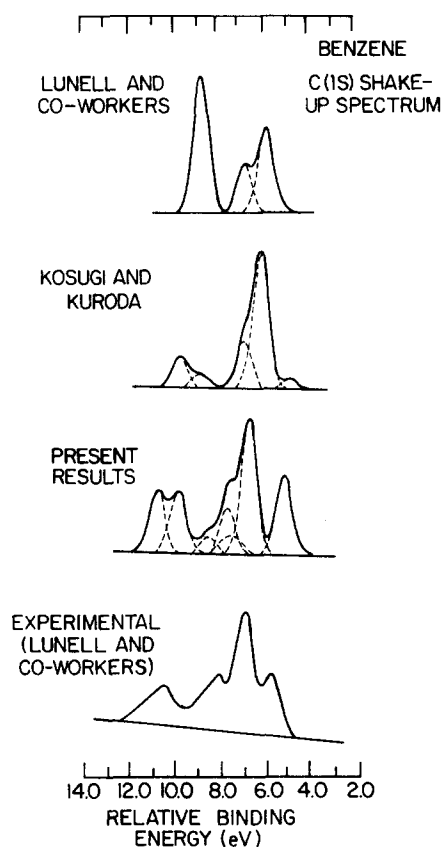 BENZENE
C(1S) SHAKE-
UP SPECTRUM
LUNELL AND
CO-WORKERS
KOSUGI AND
KURODA
PRESENT
RESULTS
EXPERIMENTAL
(LUNELL AND
CO-WORKERS)
14.0 12.0 10.0 8.0 6.0 4.0 2.0
RELATIVE BINDING
ENERGY (eV)